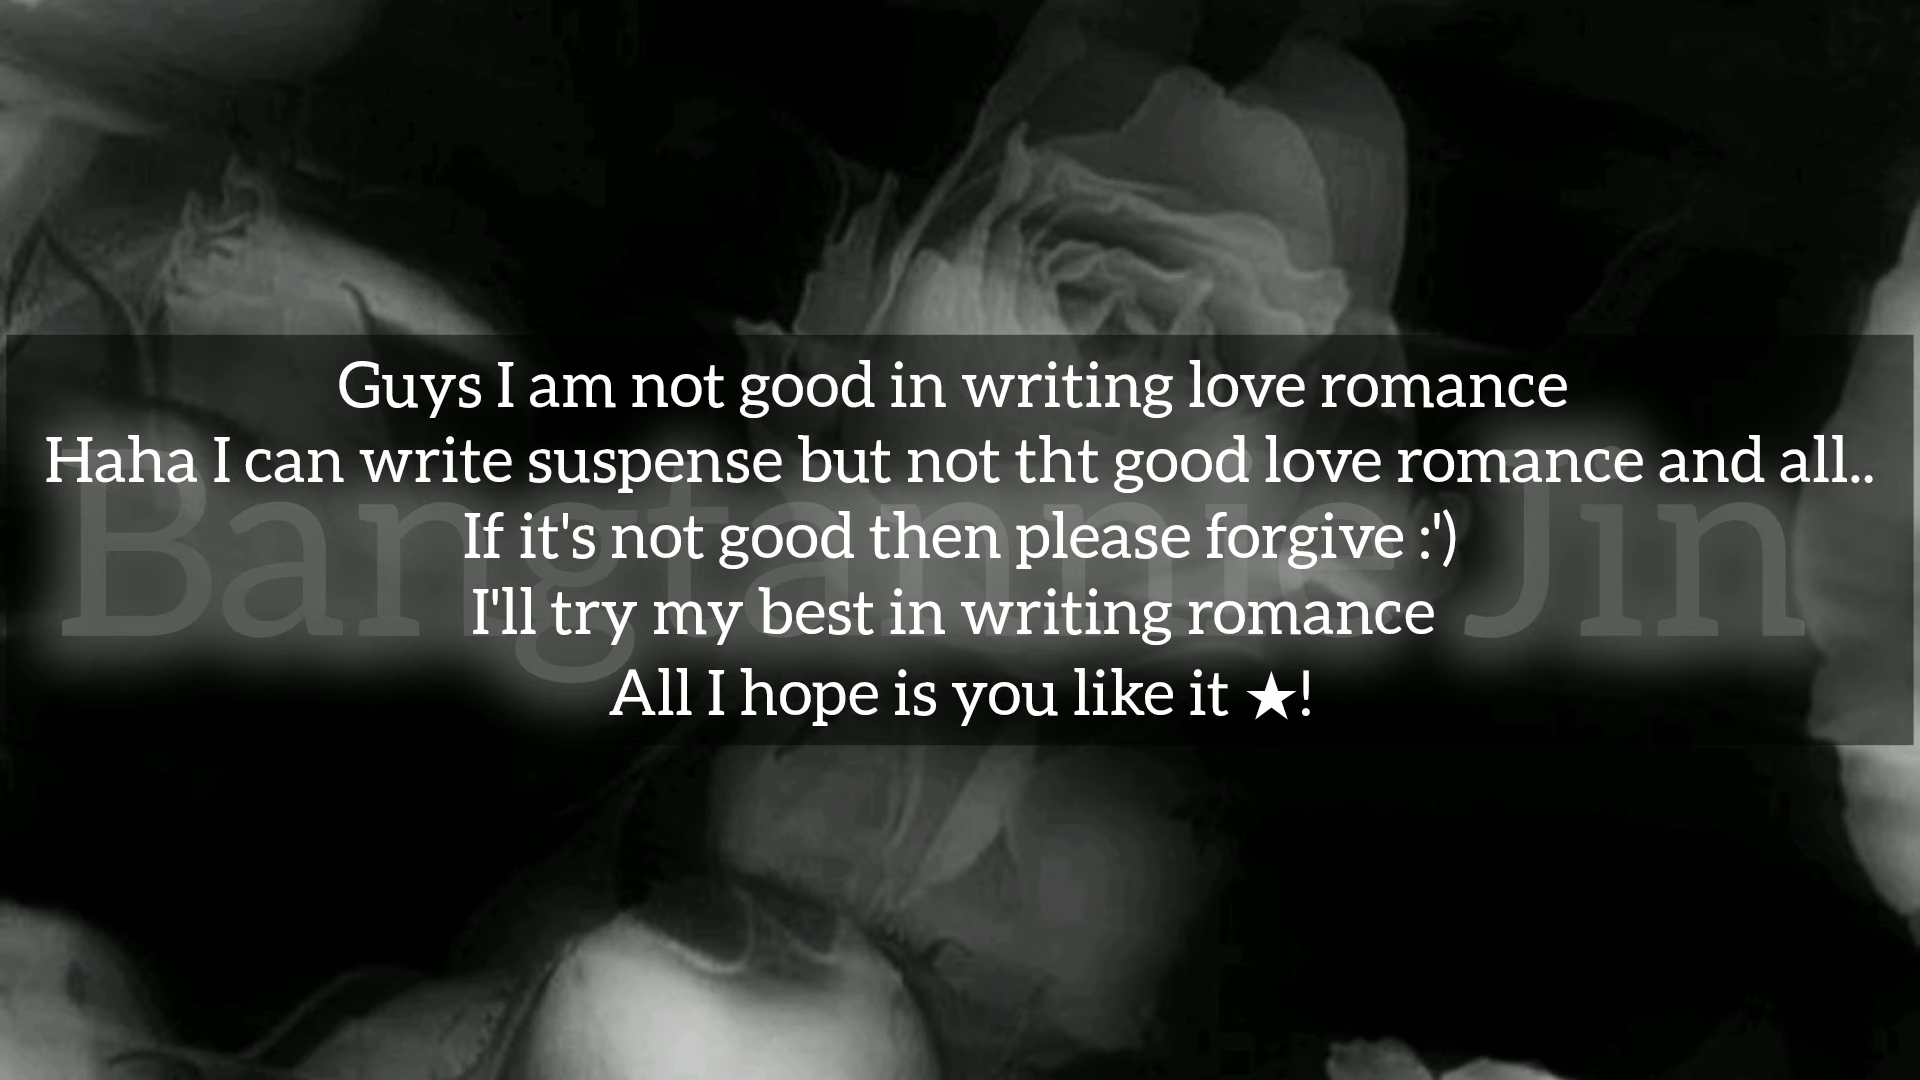 Guys I am not good in writing love romance
Haha I can write suspense but not tht good love romance and all..
If it's not good then please forgive :')
I'll try my best in writing romance
All I hope is you like it ★!
Bangtannie Jin